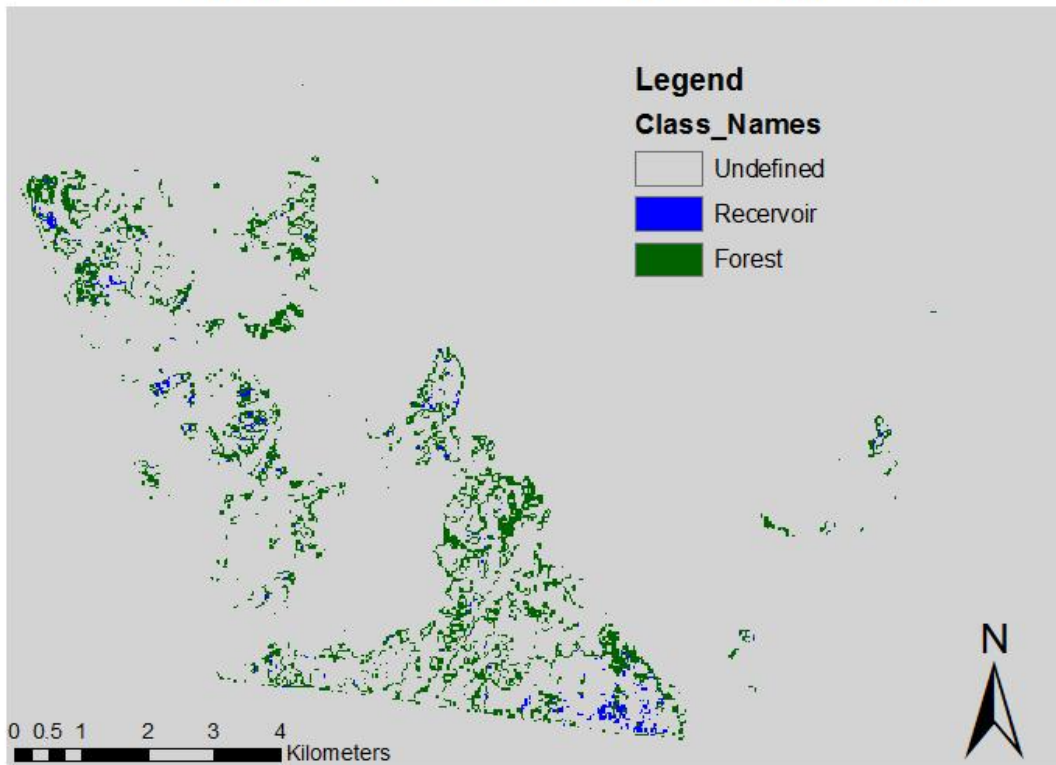 Legend
Class_Names
Undefined
Recervoir
Forest
N
0 0.5 1 2 3 4
Kilometers